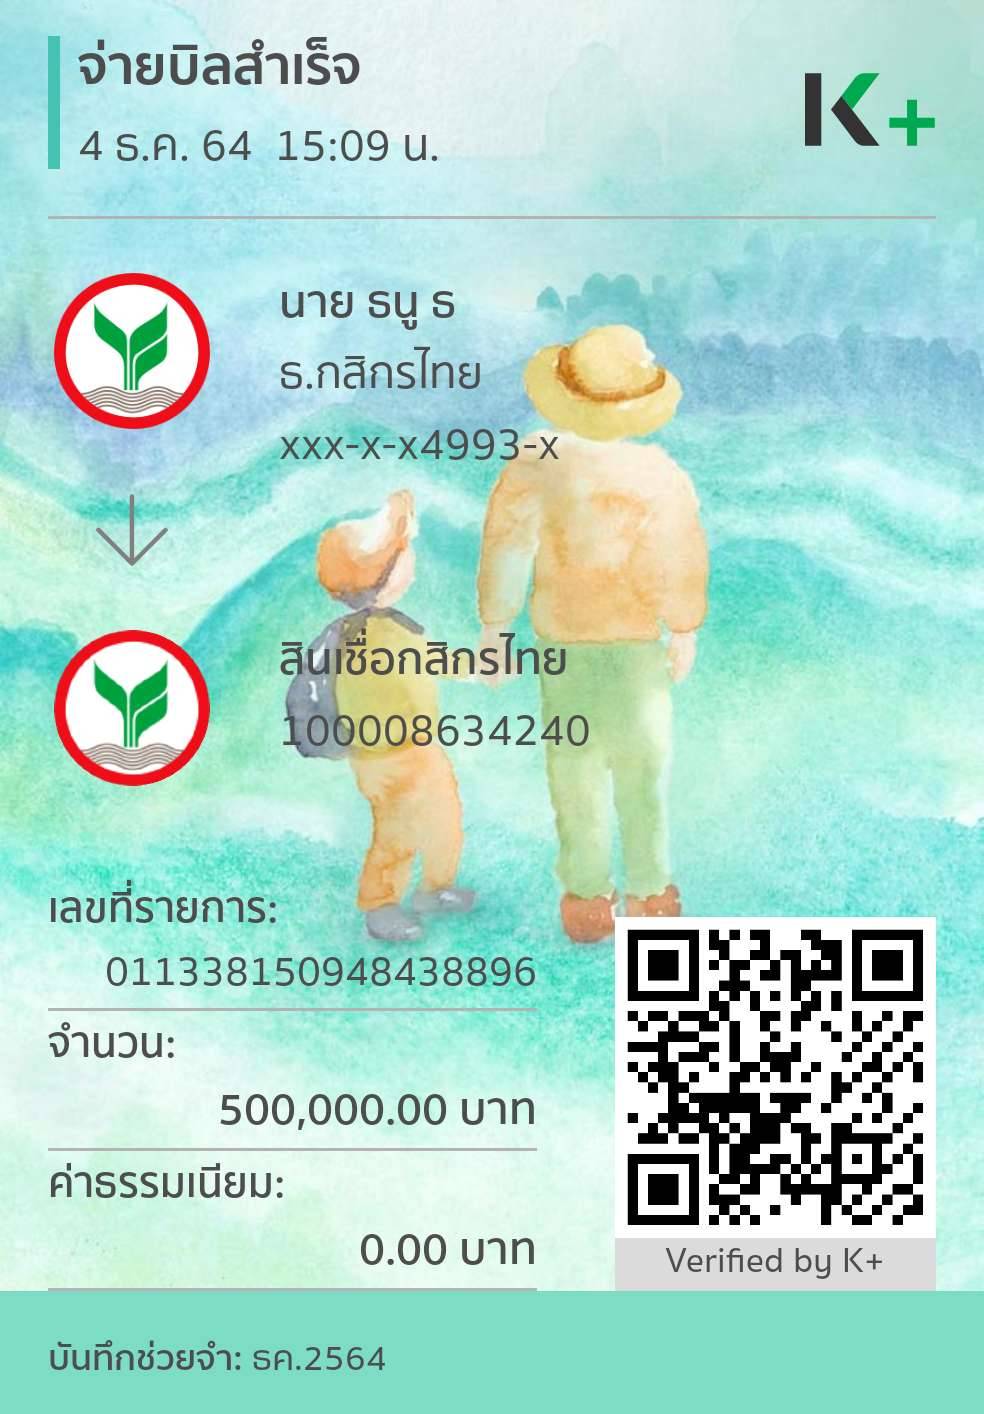 จ่ายบิลสำเร็จ
4 ธ.ค. 64 15:09 น.
K+
นาย ธนู ธ
ธ.กสิกรไทย
xxx-x-x4993-x
สินเชื่อกสิกรไทย
100008634240
เลขที่รายการ:
011338150948438896
จำนวน:
500,000.00 บาท
ค่าธรรมเนียม:
0.00 บาท
Verified by K+
บันทึกช่วยจำ: ธค.2564